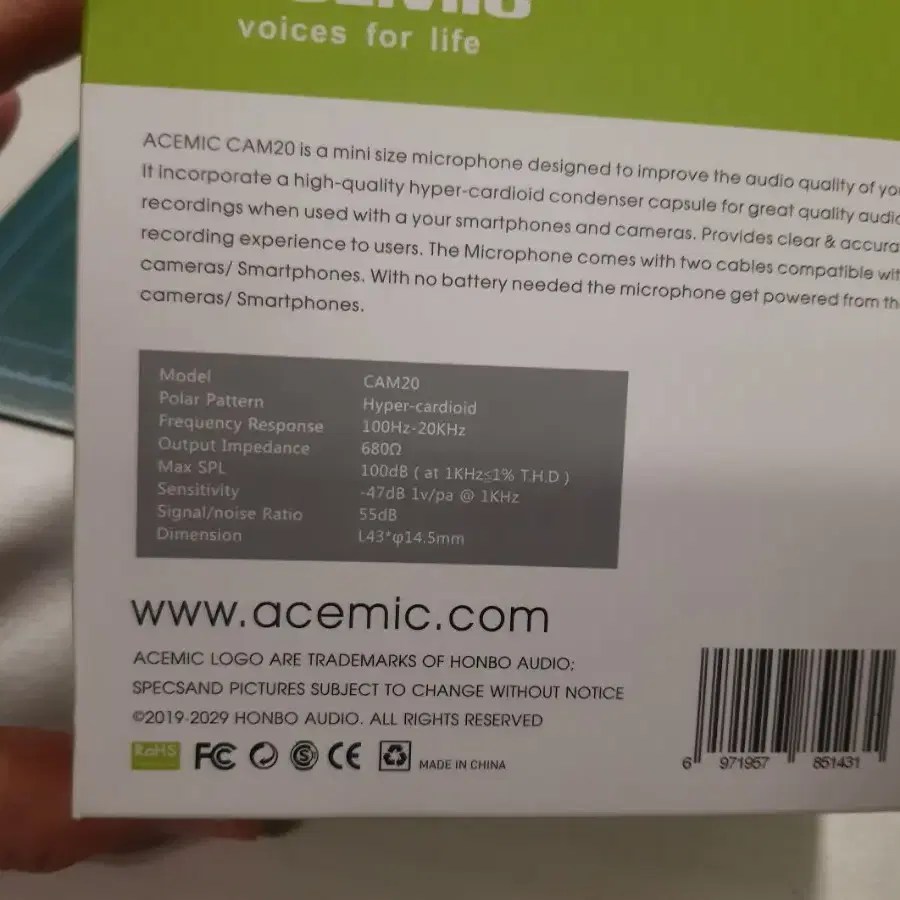 voices for life
ACEMIC CAM20 is a mini size microphone designed to improve the audio quality of
It incorporate a high-quality hyper-cardioid condenser capsule for great quality
recordings when used with a your smartphones and cameras. Provides clear &
recording experience to users. The Microphone comes with two cables compatible
cameras/ Smartphones. With no battery needed the microphone get powered from
cameras/ Smartphones.
Model CAM20
Polar Pattern Hyper-cardioid
Frequency Response 100Hz-20KHz
Output Impedance 680Ω
Max SPL 100dB ( at 1KHz≤1% T.H.D )
Sensitivity -47dB 1v/pa @ 1KHz
Signal/noise Ratio 55dB
Dimension L43*φ14.5mm
www.acemic.com
ACEMIC LOGO ARE TRADEMARKS OF HONBO AUDIO;
SPECSAND PICTURES SUBJECT TO CHANGE WITHOUT NOTICE
©2019-2029 HONBO AUDIO. ALL RIGHTS RESERVED
RoHS FC S CE MADE IN CHINA
6 971957 851431